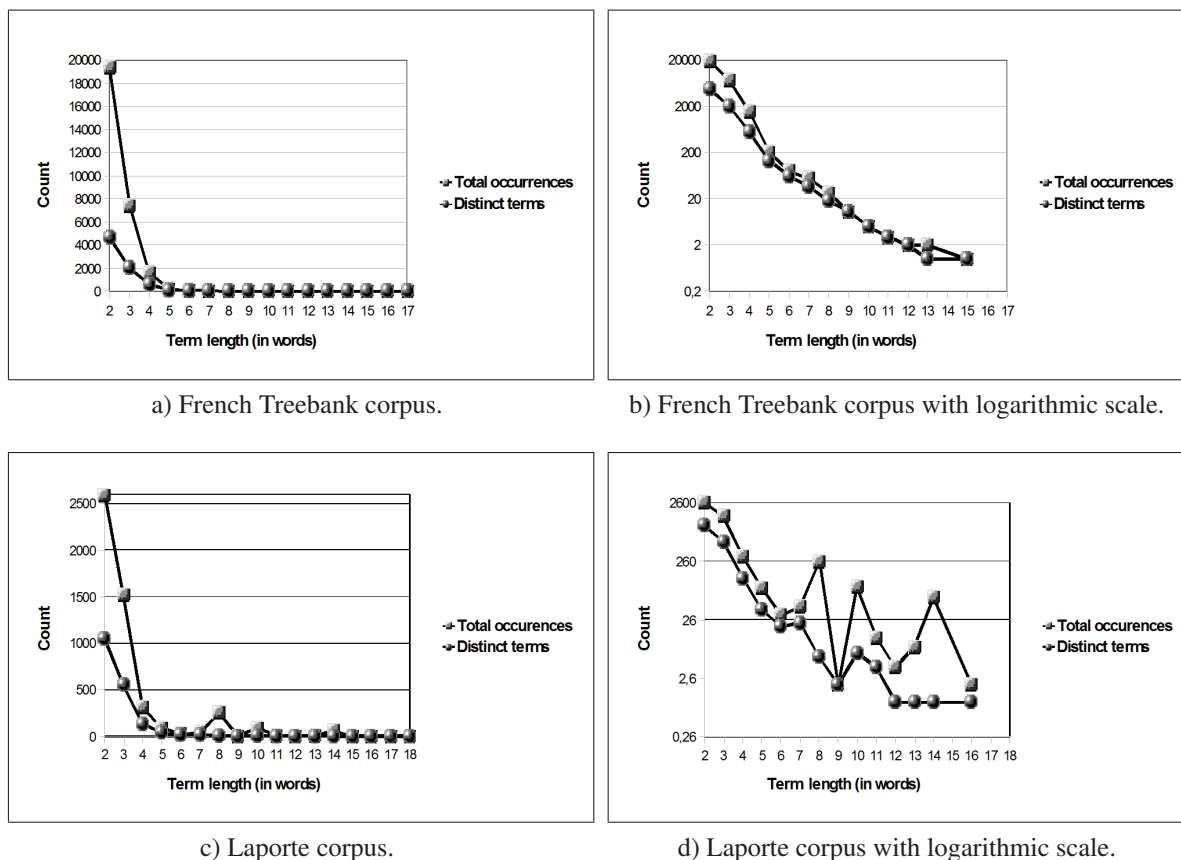 20000
18000
16000
14000
12000
10000
8000
6000
4000
2000
0
Count
2 3 4 5 6 7 8 9 10 11 12 13 14 15 16 17
Term length (in words)
Total occurrences
Distinct terms
a) French Treebank corpus.
20000
2000
200
20
2
0,2
Count
2 3 4 5 6 7 8 9 10 11 12 13 14 15 16 17
Term length (in words)
Total occurrences
Distinct terms
b) French Treebank corpus with logarithmic scale.
2500
2000
1500
1000
500
0
Count
2 3 4 5 6 7 8 9 10 11 12 13 14 15 16 17 18
Term length (in words)
Total occurences
Distinct terms
c) Laporte corpus.
2600
260
26
2,6
0,26
Count
2 3 4 5 6 7 8 9 10 11 12 13 14 15 16 17 18
Term length (in words)
Total occurences
Distinct terms
d) Laporte corpus with logarithmic scale.